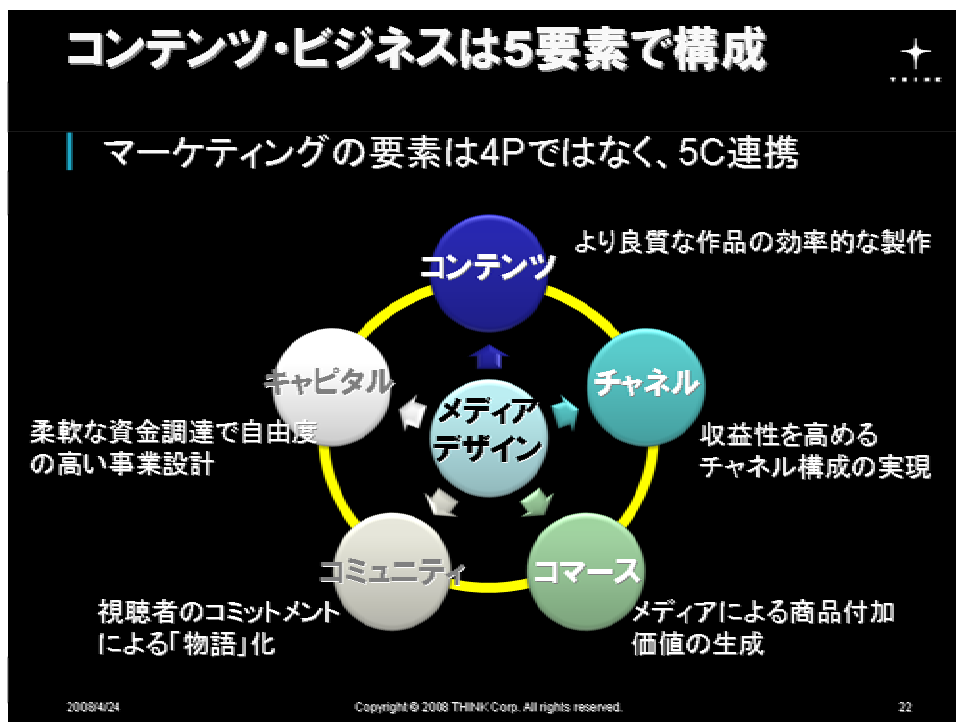 コンテンツ・ビジネスは5要素で構成
THINK
マーケティングの要素は4Pではなく、5C連携
コンテンツ
より良質な作品の効率的な製作
キャピタル
チャネル
メディア
デザイン
柔軟な資金調達で自由度
の高い事業設計
収益性を高める
チャネル構成の実現
コミュニティ
コマース
視聴者のコミットメント
による「物語」化
メディアによる商品付加
価値の生成
2008/4/24
Copyright © 2008 THINK Corp. All rights reserved.
22